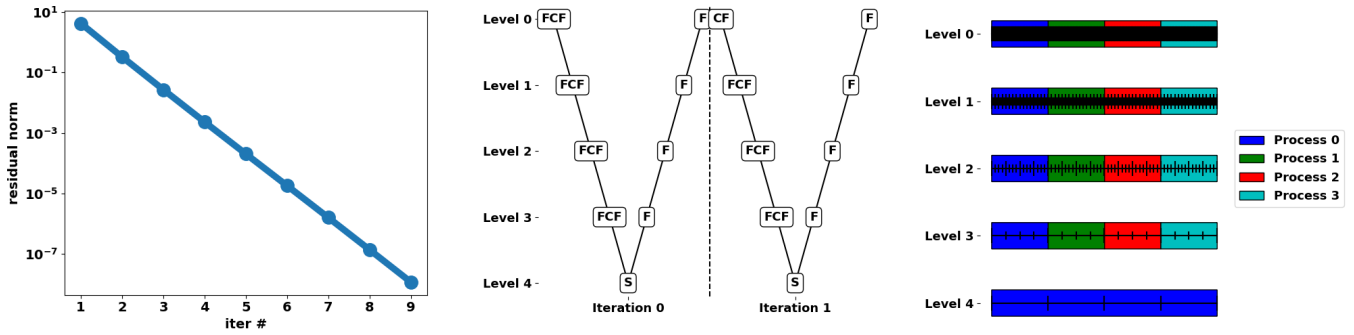 10^1
10^-1
10^-3
10^-5
10^-7
residual norm
1 2 3 4 5 6 7 8 9
iter #
Level 0 FCF F CF F
Level 1 FCF F FCF F
Level 2 FCF F FCF F
Level 3 FCF F FCF F
Level 4 S S
Iteration 0 Iteration 1
Level 0
Level 1
Level 2
Level 3
Level 4
Process 0
Process 1
Process 2
Process 3